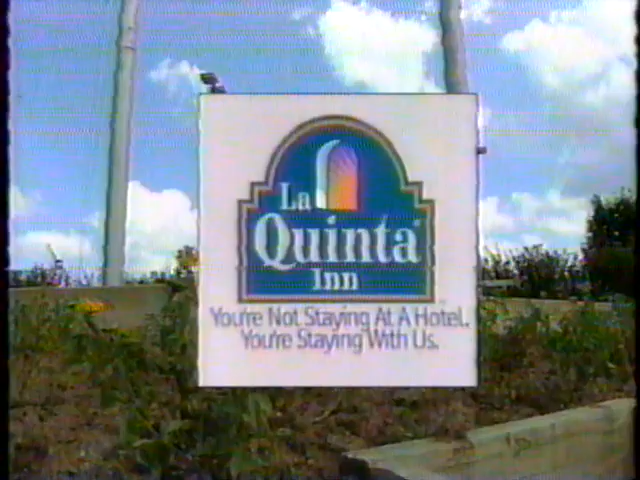 La
Quinta®
Inn
You're Not Staying At A Hotel.
You're Staying With Us.